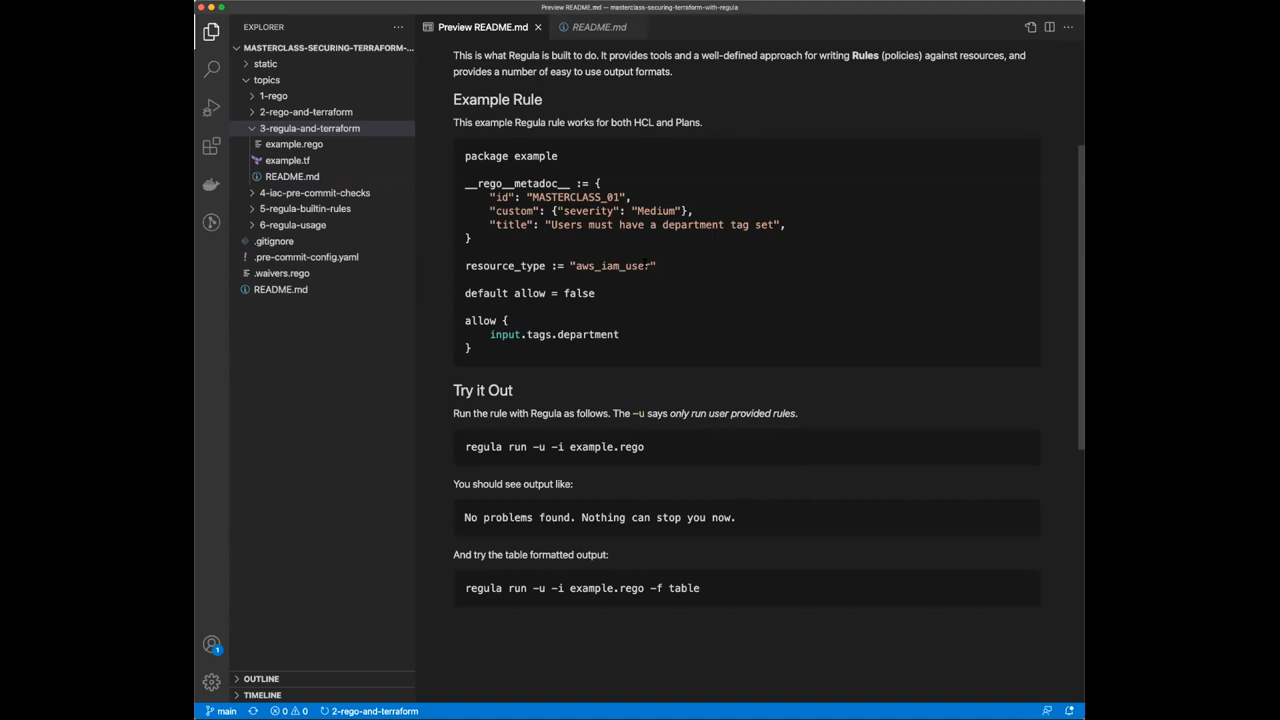 Preview README.md — masterclass-securing-terraform-with-regula
EXPLORER
Preview README.md
README.md
MASTERCLASS-SECURING-TERRAFORM-...
static
topics
1-rego
2-rego-and-terraform
3-regula-and-terraform
example.rego
example.tf
README.md
4-iac-pre-commit-checks
5-regula-builtin-rules
6-regula-usage
.gitignore
.pre-commit-config.yaml
.waivers.rego
README.md
This is what Regula is built to do. It provides tools and a well-defined approach for writing Rules (policies) against resources, and
provides a number of easy to use output formats.
Example Rule
This example Regula rule works for both HCL and Plans.
package example
__rego__metadoc__ := {
"id": "MASTERCLASS_01",
"custom": {"severity": "Medium"},
"title": "Users must have a department tag set",
}
resource_type := "aws_iam_user"
default allow = false
allow {
input.tags.department
}
Try it Out
Run the rule with Regula as follows. The -u says only run user provided rules.
regula run -u -i example.rego
You should see output like:
No problems found. Nothing can stop you now.
And try the table formatted output:
regula run -u -i example.rego -f table
1
OUTLINE
TIMELINE
main
0
0
2-rego-and-terraform